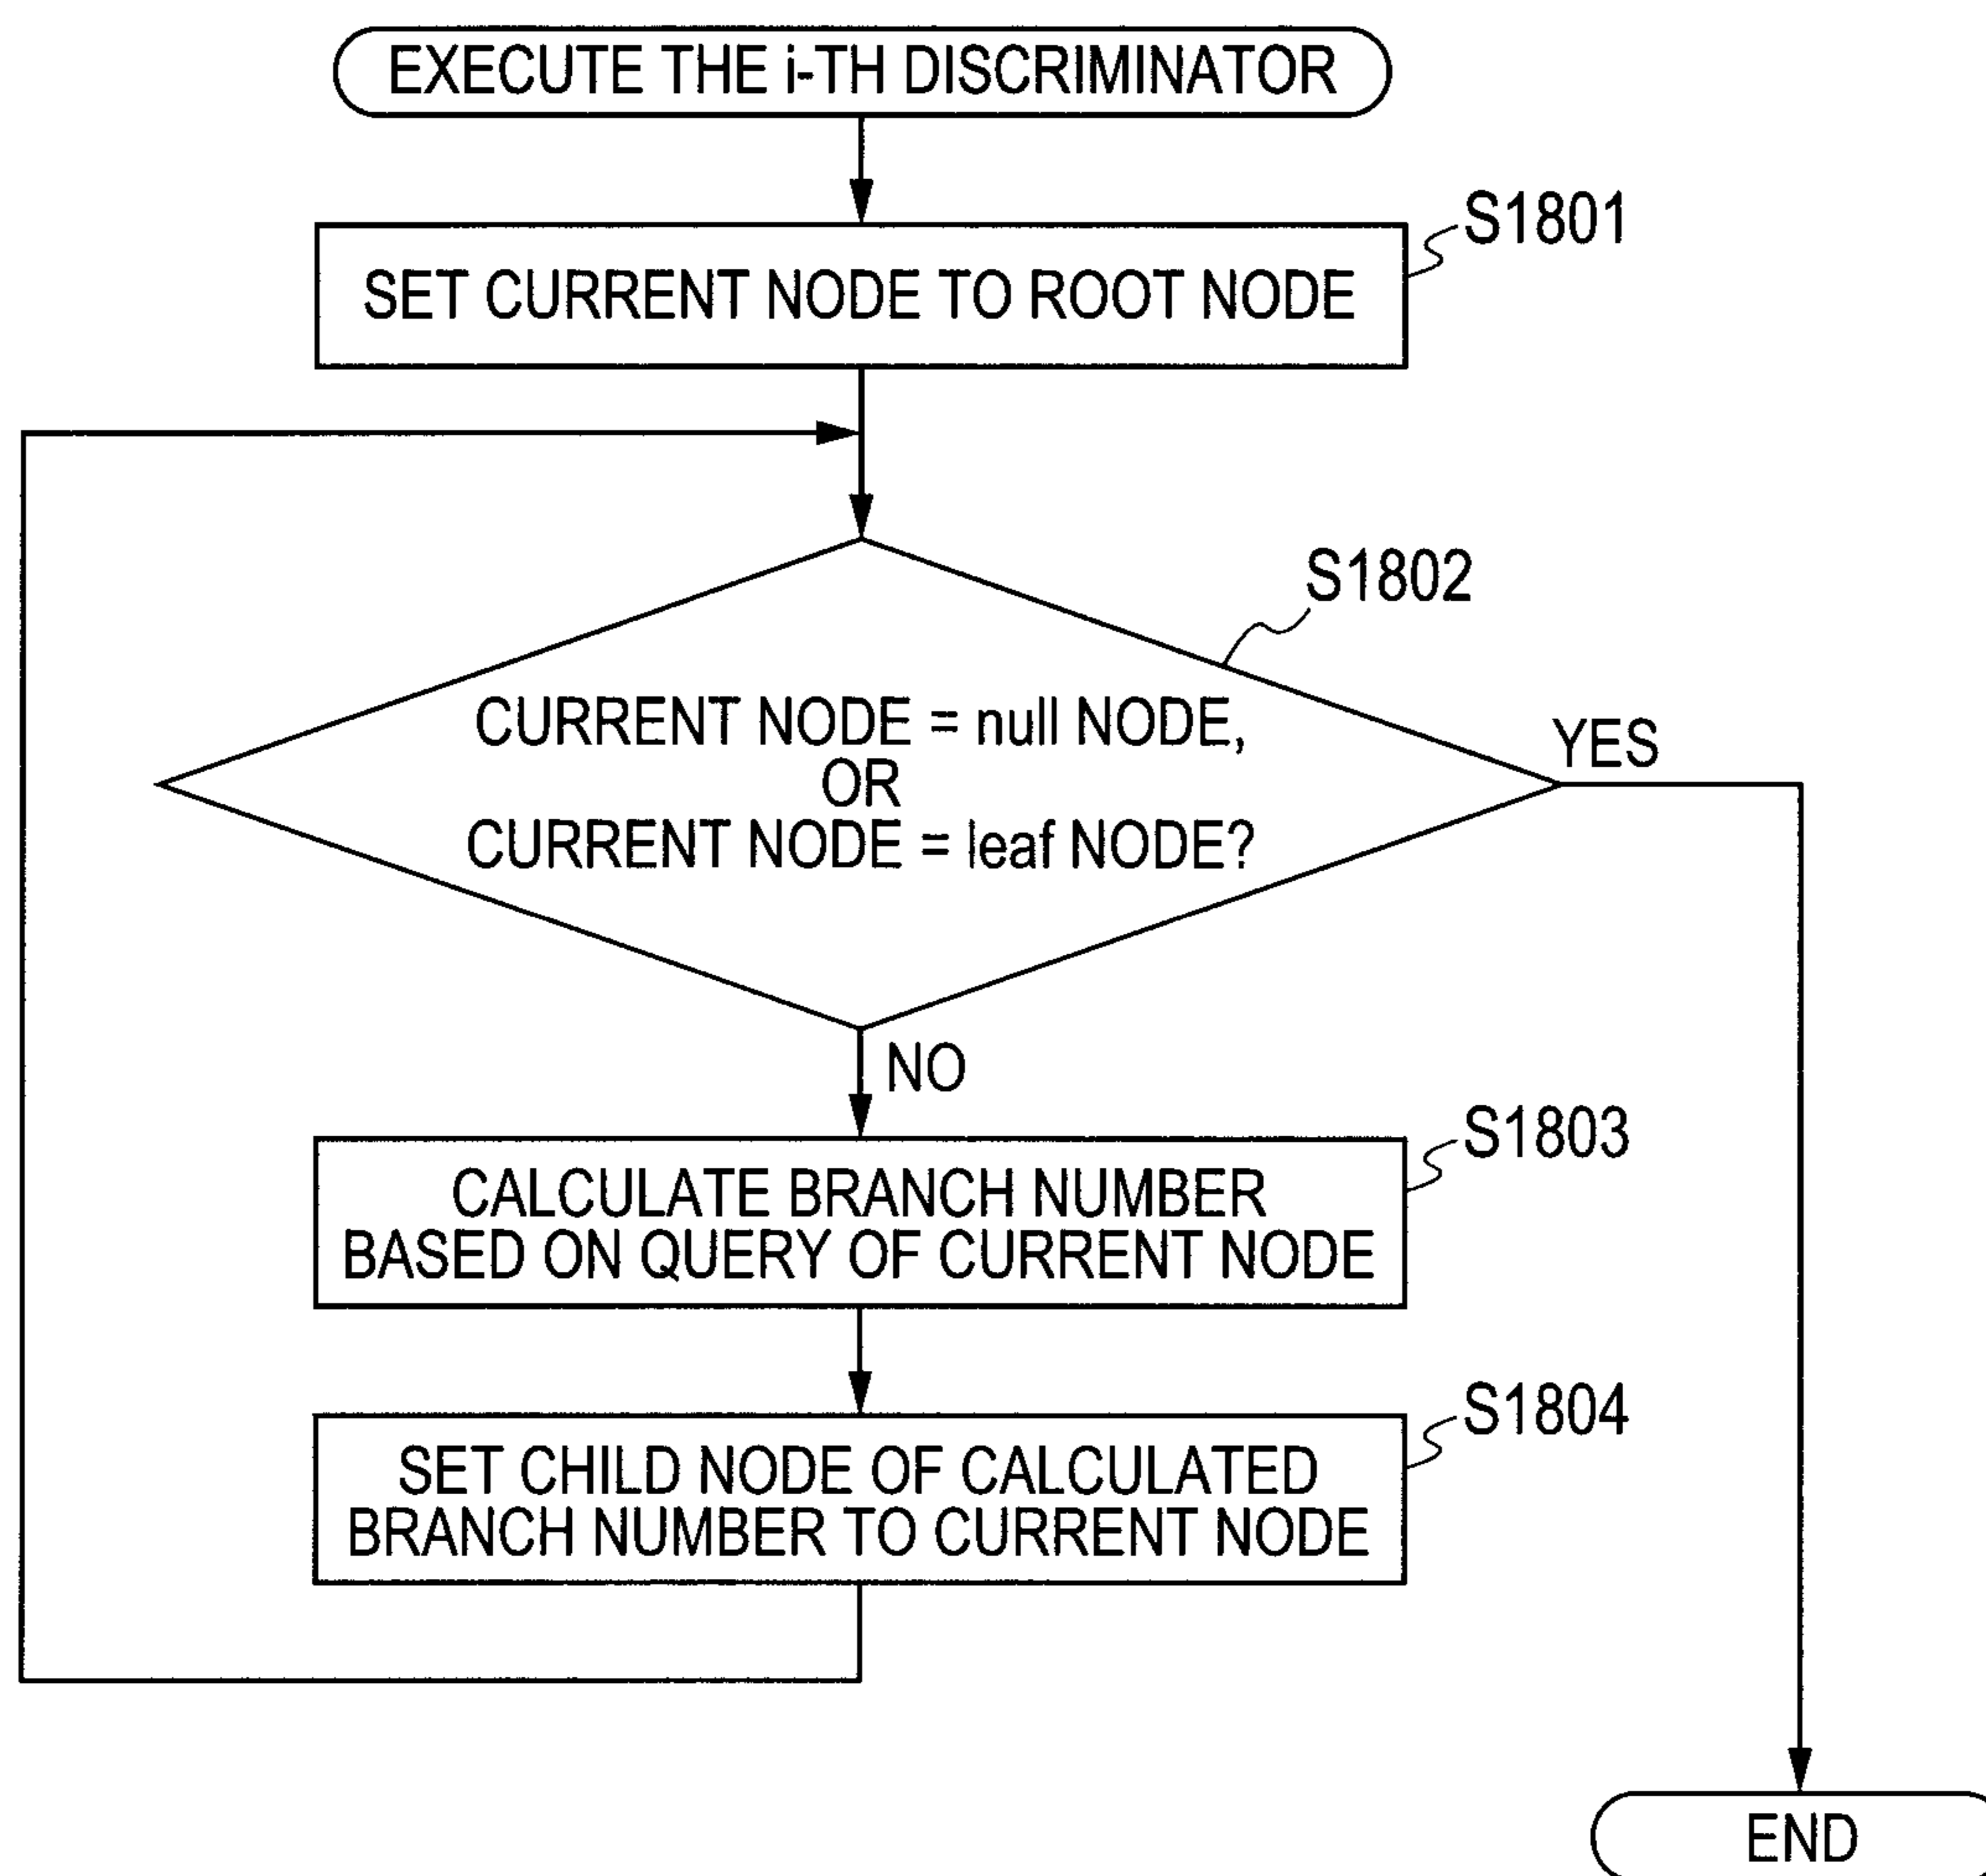 EXECUTE THE i-TH DISCRIMINATOR
S1801
SET CURRENT NODE TO ROOT NODE
S1802
CURRENT NODE = null NODE,
OR
CURRENT NODE = leaf NODE?
YES
NO
S1803
CALCULATE BRANCH NUMBER
BASED ON QUERY OF CURRENT NODE
S1804
SET CHILD NODE OF CALCULATED
BRANCH NUMBER TO CURRENT NODE
END